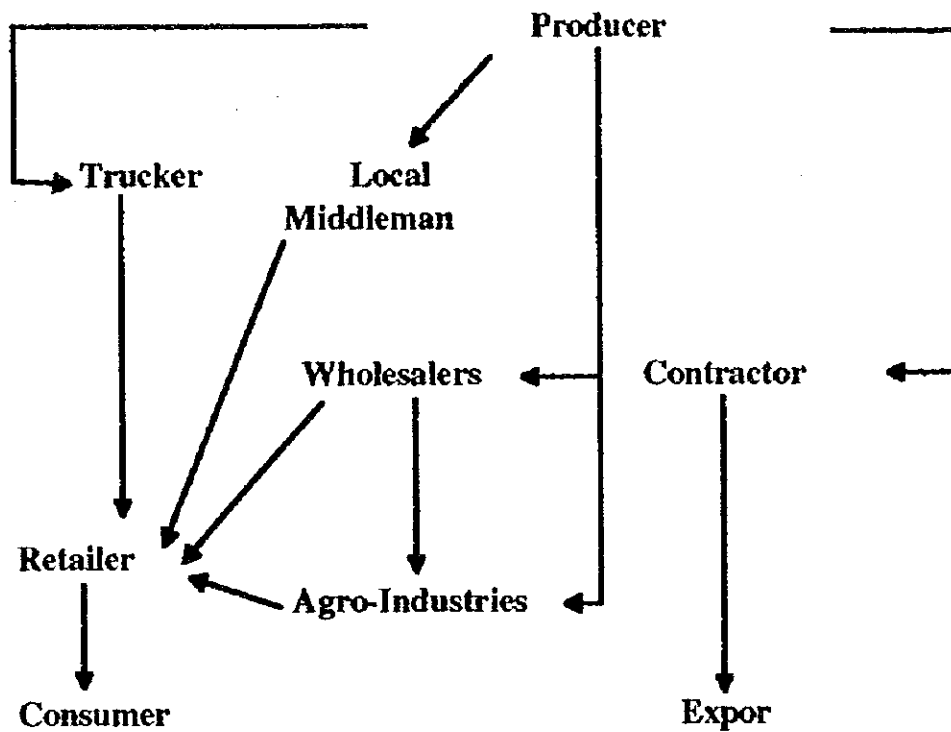 Producer
Trucker
Local
Middleman
Wholesalers
Contractor
Retailer
Agro-Industries
Consumer
Expor